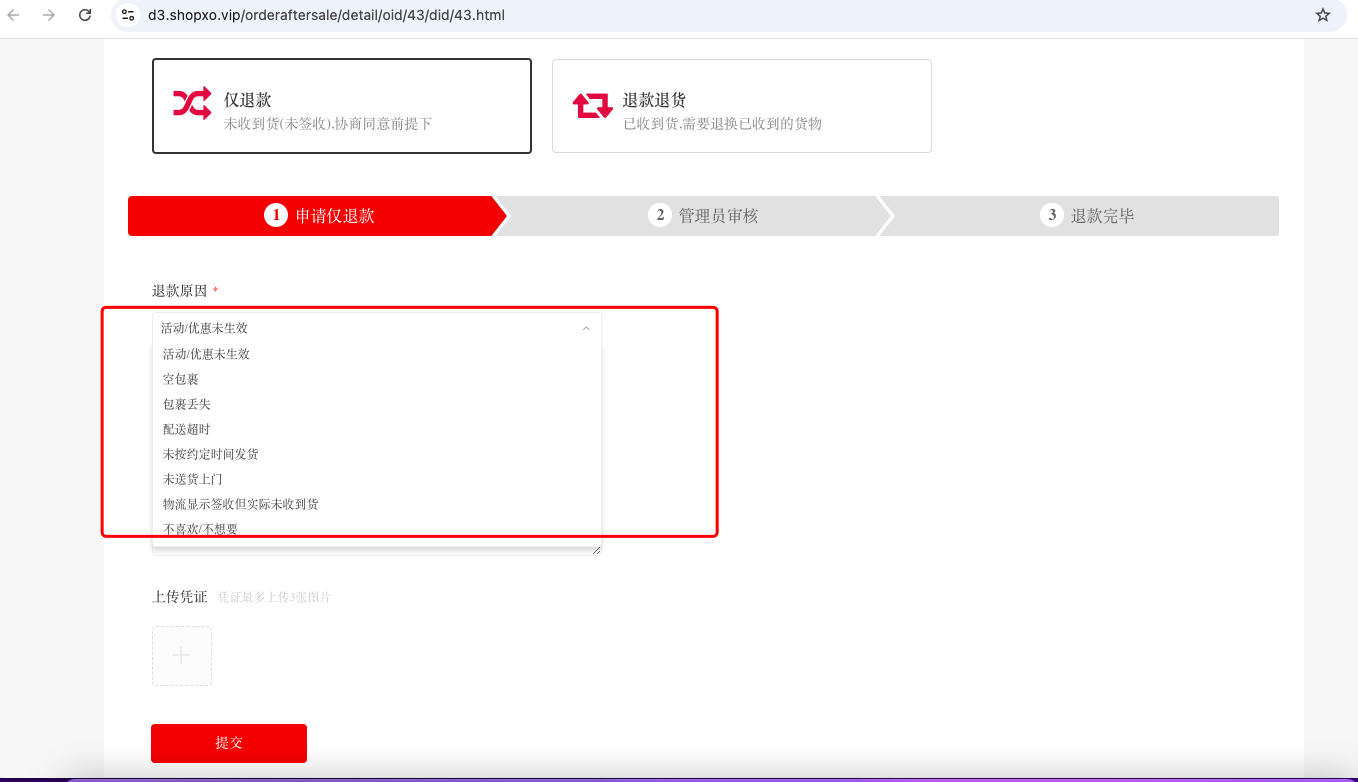 d3.shopxo.vip/orderaftersale/detail/oid/43/did/43.html
仅退款
未收到货(未签收),协商同意前提下
退款退货
已收到货,需要退换已收到的货物
1 申请仅退款
2 管理员审核
3 退款完毕
退款原因 *
活动/优惠未生效
活动/优惠未生效
空包裹
包裹丢失
配送超时
未按约定时间发货
未送货上门
物流显示签收但实际未收到货
不喜欢/不想要
上传凭证 凭证最多上传3张图片
提交